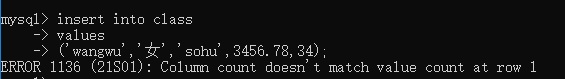 mysql> insert into class
-> values
-> ('wangwu','女','sohu',3456.78,34);
ERROR 1136 (21S01): Column count doesn't match value count at row 1